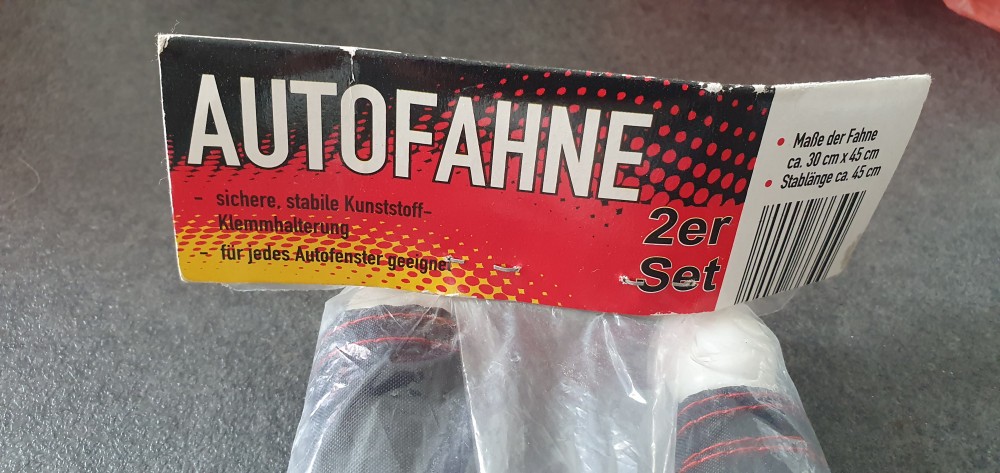 AUTOFAHNE
- sichere, stabile Kunststoff-
Klemmhalterung
- für jedes Autofenster geeignet
2er
Set
• Maße der Fahne
ca. 30 cm x 45 cm
• Stablänge ca. 45 cm